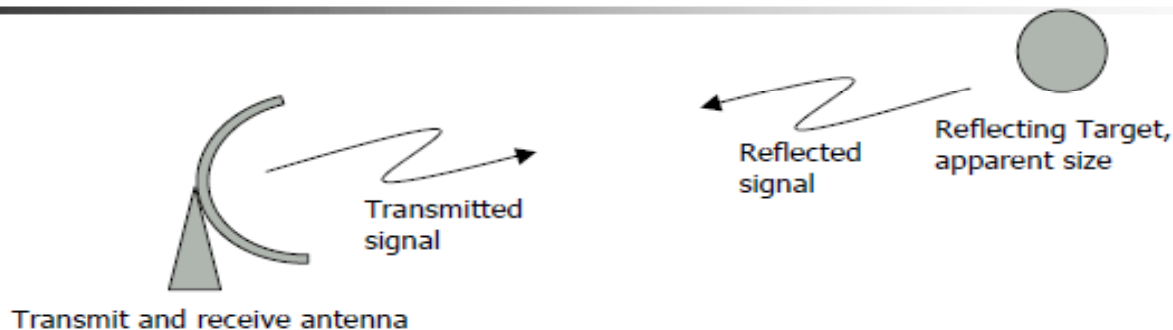 Transmitted
signal
Reflected
signal
Reflecting Target,
apparent size
Transmit and receive antenna